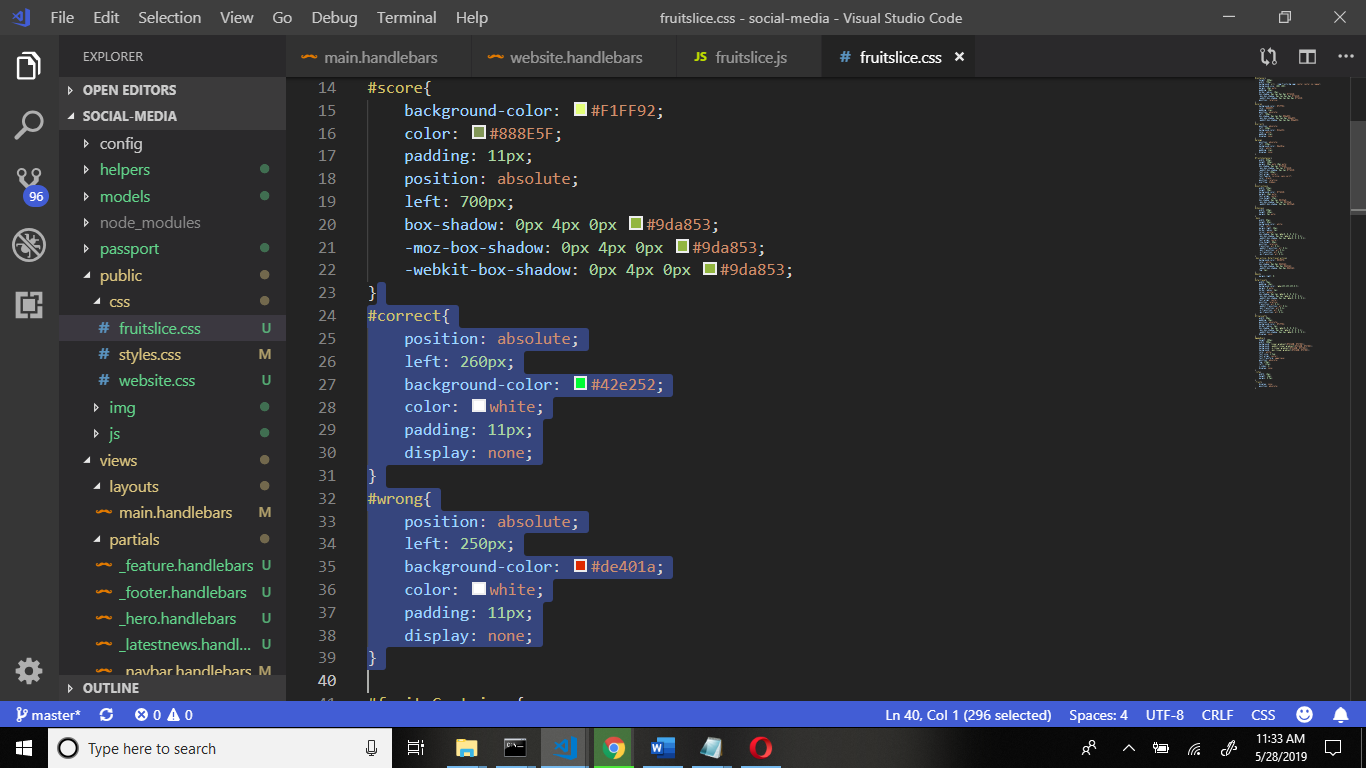 File Edit Selection View Go Debug Terminal Help fruitslice.css - social-media - Visual Studio Code
EXPLORER
OPEN EDITORS
SOCIAL-MEDIA
config
helpers
models
node_modules
passport
public
css
# fruitslice.css U
# styles.css M
# website.css U
img
js
views
layouts
main.handlebars M
partials
_feature.handlebars U
_footer.handlebars U
_hero.handlebars U
_latestnews.handl... U
_navbar.handlebars M
OUTLINE
96
main.handlebars website.handlebars JS fruitslice.js # fruitslice.css
14 #score{
15 background-color: #F1FF92;
16 color: #888E5F;
17 padding: 11px;
18 position: absolute;
19 left: 700px;
20 box-shadow: 0px 4px 0px #9da853;
21 -moz-box-shadow: 0px 4px 0px #9da853;
22 -webkit-box-shadow: 0px 4px 0px #9da853;
23 }
24 #correct{
25 position: absolute;
26 left: 260px;
27 background-color: #42e252;
28 color: white;
29 padding: 11px;
30 display: none;
31 }
32 #wrong{
33 position: absolute;
34 left: 250px;
35 background-color: #de401a;
36 color: white;
37 padding: 11px;
38 display: none;
39 }
40
master* 0 0 Ln 40, Col 1 (296 selected) Spaces: 4 UTF-8 CRLF CSS
Type here to search
11:33 AM
5/28/2019